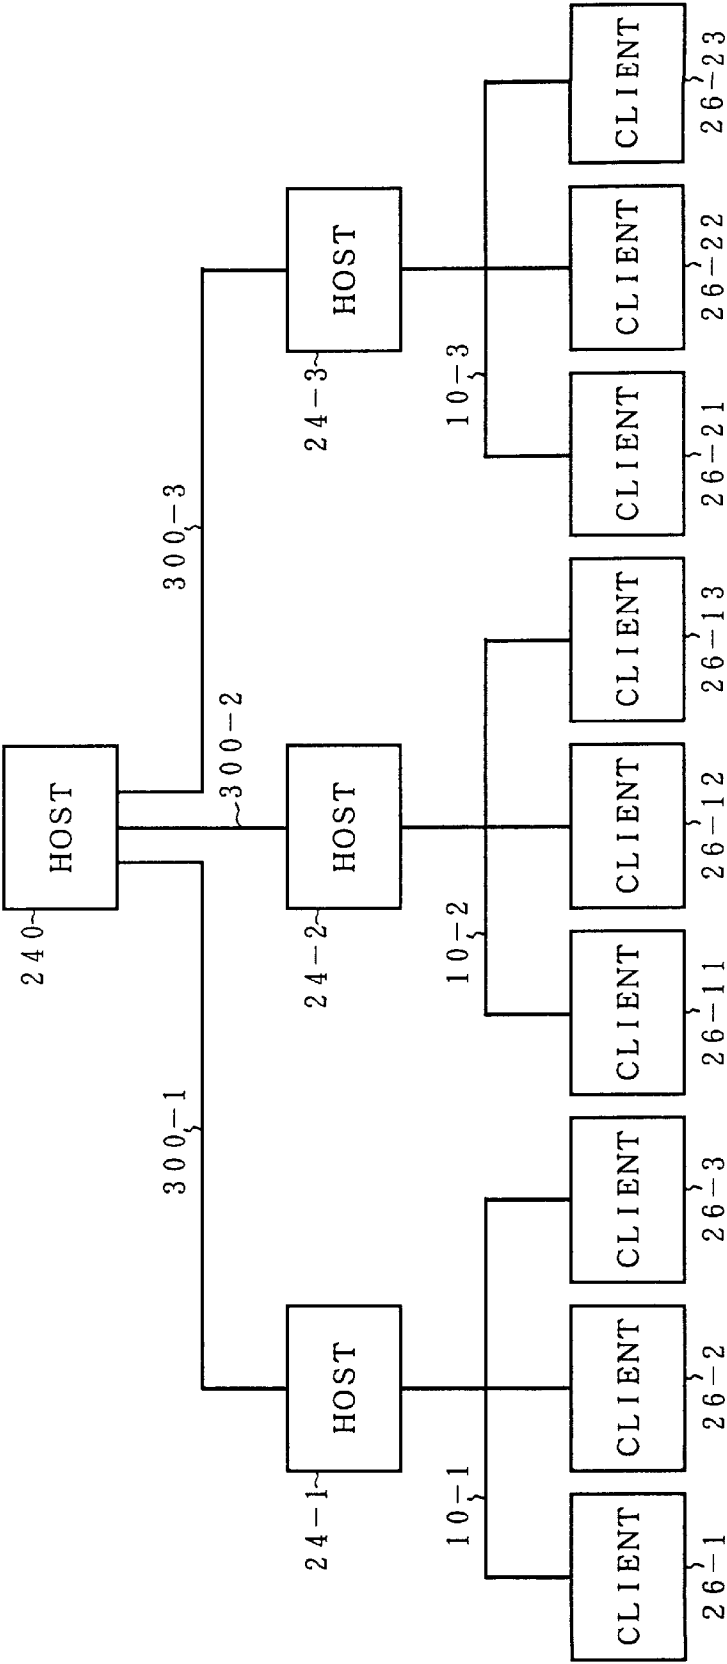 HOST
240
300-1
300-2
300-3
HOST
24-1
HOST
24-2
HOST
24-3
10-1
10-2
10-3
CLIENT
CLIENT
CLIENT
CLIENT
CLIENT
CLIENT
CLIENT
CLIENT
CLIENT
26-1
26-2
26-3
26-11
26-12
26-13
26-21
26-22
26-23